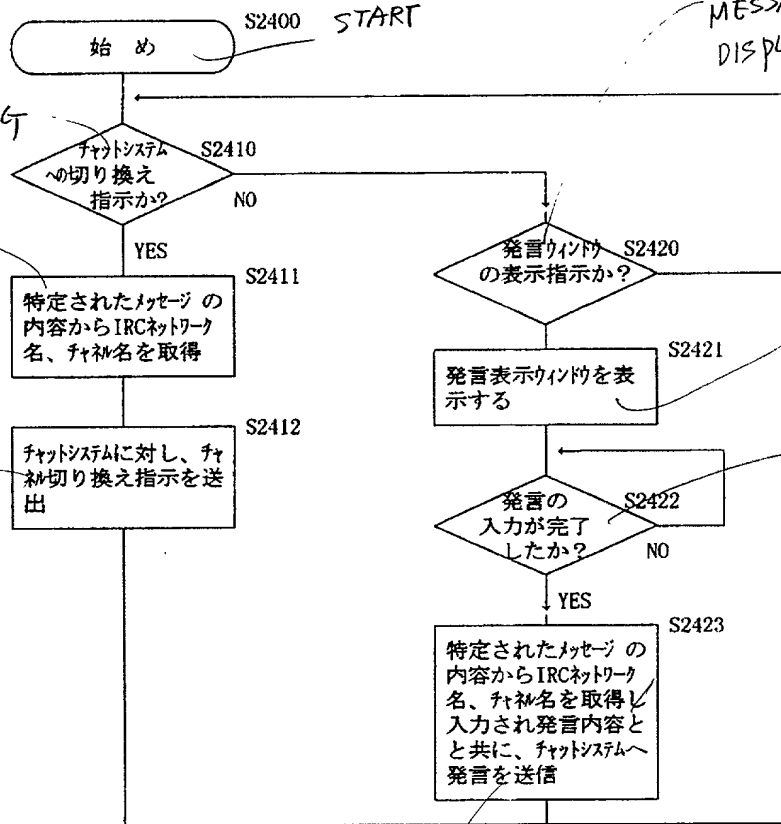 S2400
START
始 め
チャットシステム
への切り換え
指示か?
S2410
NO
YES
S2411
特定されたメッセージ の
内容からIRCネットワーク
名、チャネル名を取得
S2412
チャットシステムに対し、チャ
ネル切り換え指示を送
出
発言ウィンドウ
の表示指示か?
S2420
S2421
発言表示ウィンドウを表
示する
発言の
入力が完了
したか?
S2422
NO
YES
S2423
特定されたメッセージ の
内容からIRCネットワーク
名、チャネル名を取得し
入力され発言内容と
と共に、チャットシステムへ
発言を送信